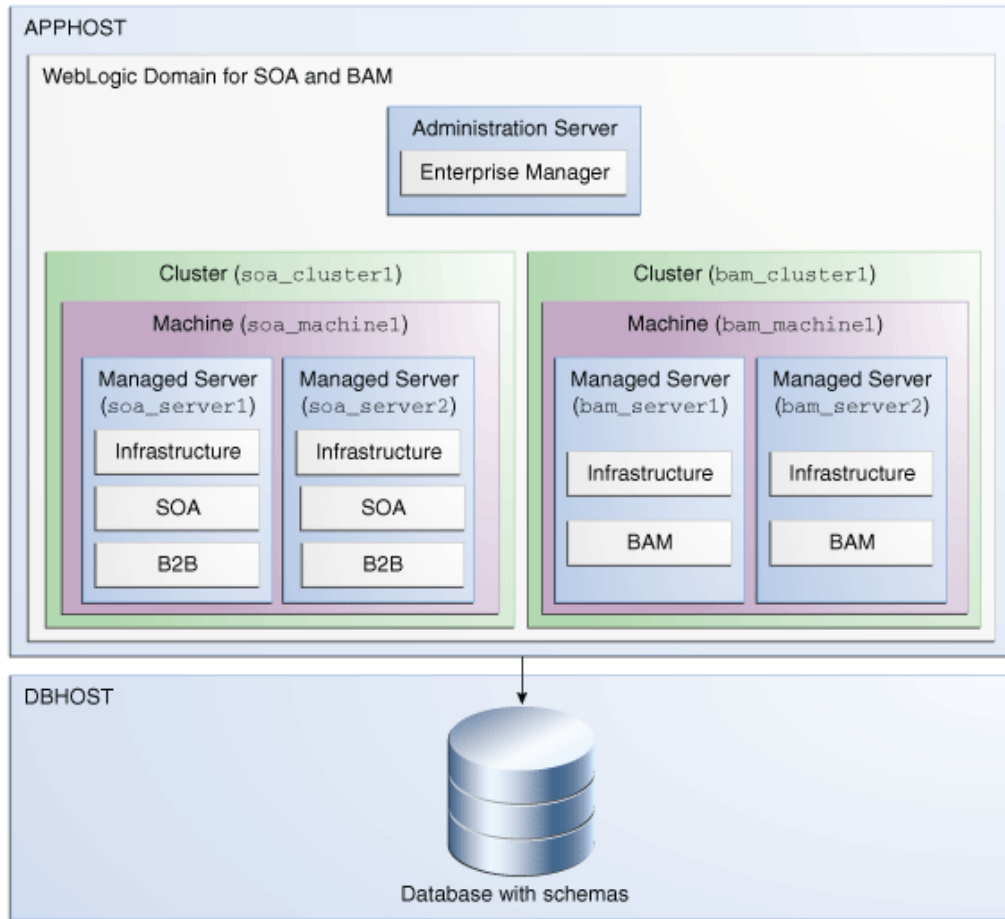 APPHOST
WebLogic Domain for SOA and BAM
Administration Server
Enterprise Manager
Cluster (soa_cluster1)
Machine (soa_machine1)
Managed Server
(soa_server1)
Infrastructure
SOA
B2B
Managed Server
(soa_server2)
Infrastructure
SOA
B2B
Cluster (bam_cluster1)
Machine (bam_machine1)
Managed Server
(bam_server1)
Infrastructure
BAM
Managed Server
(bam_server2)
Infrastructure
BAM
DBHOST
Database with schemas